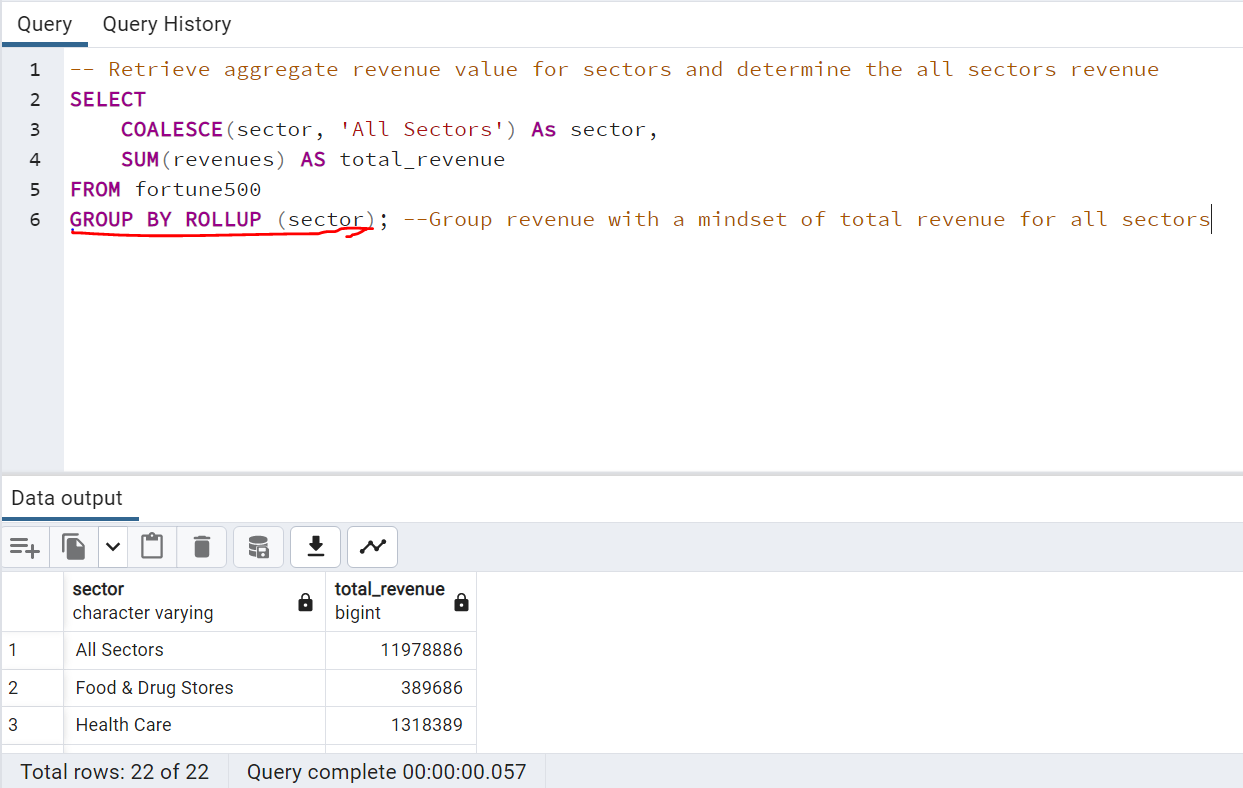 Query Query History
1 -- Retrieve aggregate revenue value for sectors and determine the all sectors revenue
2 SELECT
3 COALESCE(sector, 'All Sectors') As sector,
4 SUM(revenues) AS total_revenue
5 FROM fortune500
6 GROUP BY ROLLUP (sector); --Group revenue with a mindset of total revenue for all sectors
Data output
sector total_revenue
character varying bigint
1 All Sectors 11978886
2 Food & Drug Stores 389686
3 Health Care 1318389
Total rows: 22 of 22 Query complete 00:00:00.057